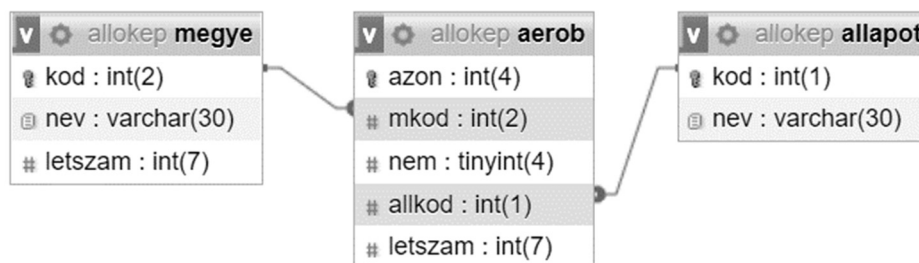 allokep megye
kod : int(2)
nev : varchar(30)
letszam : int(7)
allokep aerob
azon : int(4)
mkod : int(2)
nem : tinyint(4)
allkod : int(1)
letszam : int(7)
allokep allapot
kod : int(1)
nev : varchar(30)